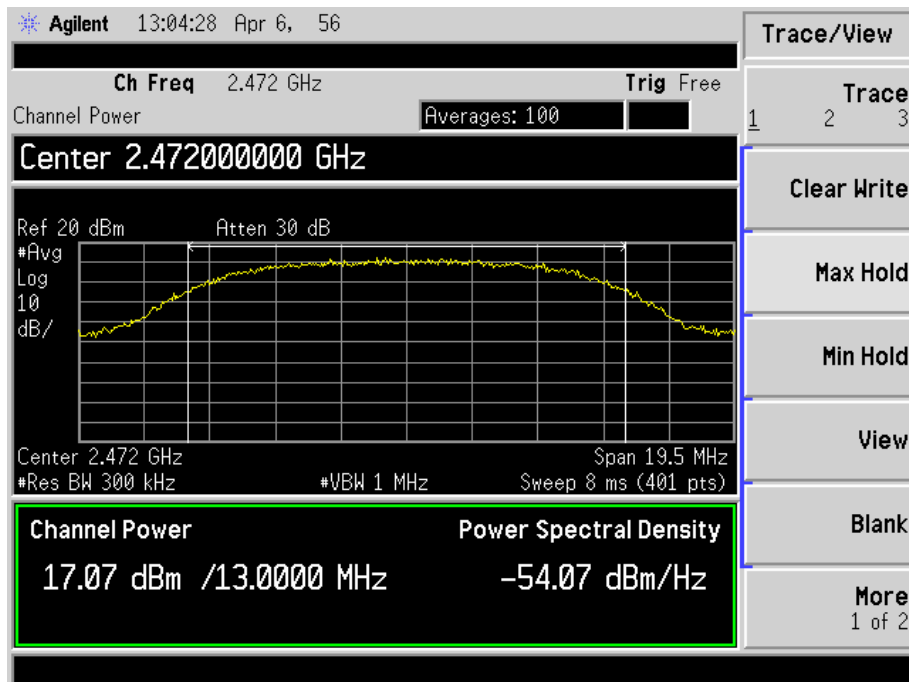 Agilent 13:04:28 Apr 6, 56
Trace/View
Ch Freq 2.472 GHz Trig Free
Channel Power Averages: 100
Center 2.472000000 GHz
Ref 20 dBm Atten 30 dB
#Avg
Log
10
dB/
Center 2.472 GHz Span 19.5 MHz
#Res BW 300 kHz #VBW 1 MHz Sweep 8 ms (401 pts)
Channel Power Power Spectral Density
17.07 dBm /13.0000 MHz -54.07 dBm/Hz
Trace
1 2 3
Clear Write
Max Hold
Min Hold
View
Blank
More
1 of 2